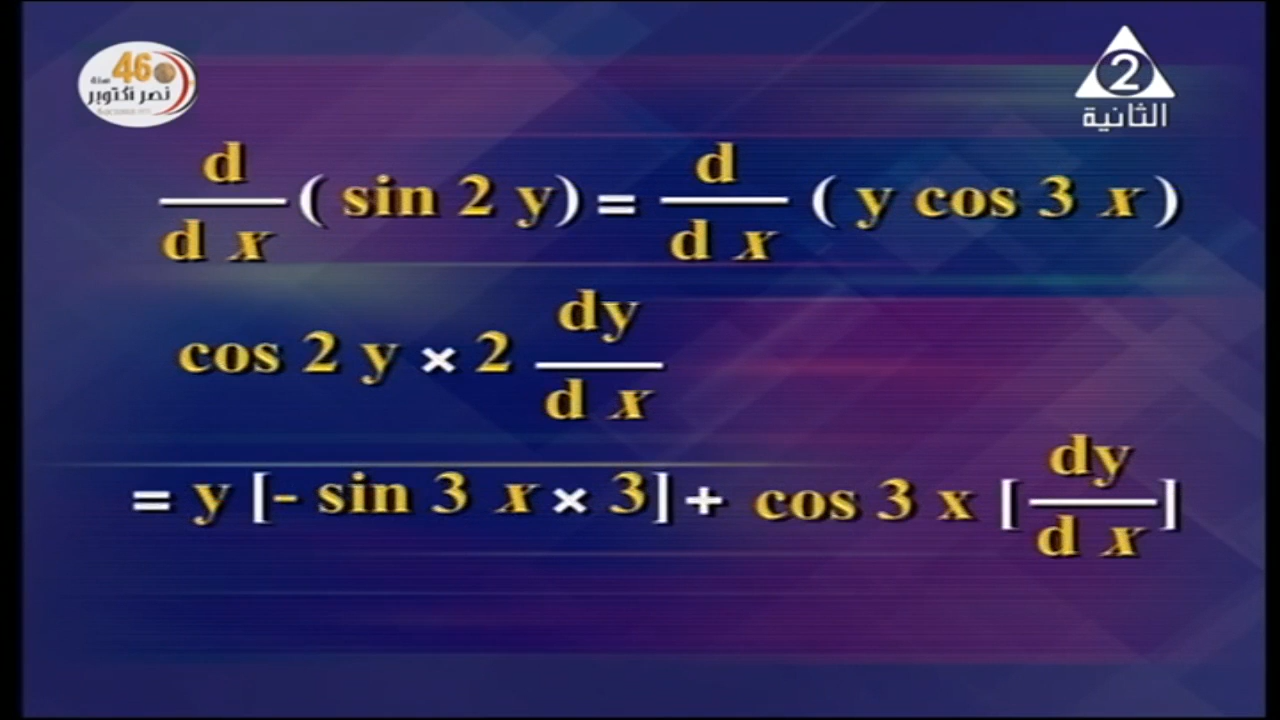 46 سنة
نصر أكتوبر
2
الثانية
d/dx ( sin 2 y) = d/dx ( y cos 3 x )
cos 2 y × 2 dy/dx
= y [- sin 3 x × 3] + cos 3 x [dy/dx]